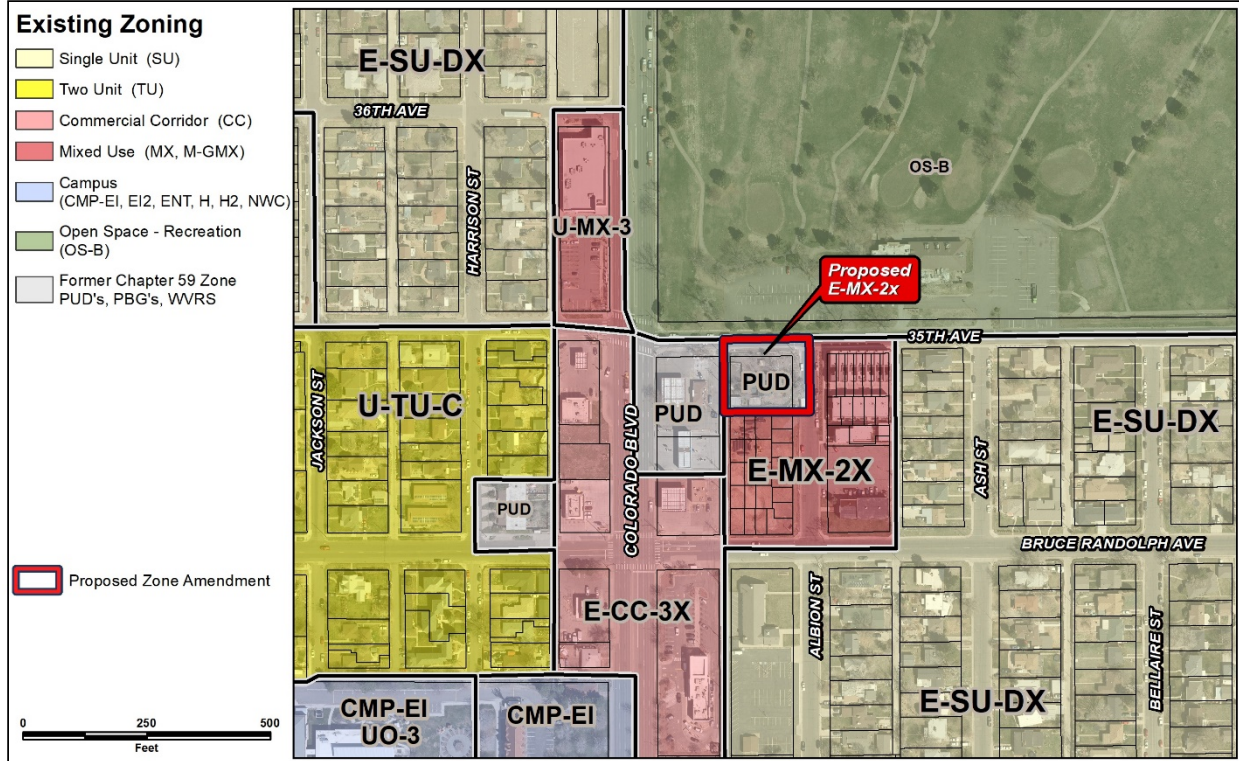 Existing Zoning
Single Unit (SU)
Two Unit (TU)
Commercial Corridor (CC)
Mixed Use (MX, M-GMX)
Campus
(CMP-EI, EI2, ENT, H, H2, NWC)
Open Space - Recreation
(OS-B)
Former Chapter 59 Zone
PUD's, PBG's, WVRS
Proposed Zone Amendment
0 250 500
Feet
E-SU-DX
36TH AVE
HARRISON ST
U-MX-3
OS-B
Proposed
E-MX-2x
35TH AVE
JACKSON ST
U-TU-C
PUD
COLORADO BLVD
PUD
PUD
E-MX-2X
ASH ST
E-SU-DX
BRUCE RANDOLPH AVE
E-CC-3X
ALBION ST
BELLAIRE ST
E-SU-DX
CMP-EI
UO-3
CMP-EI